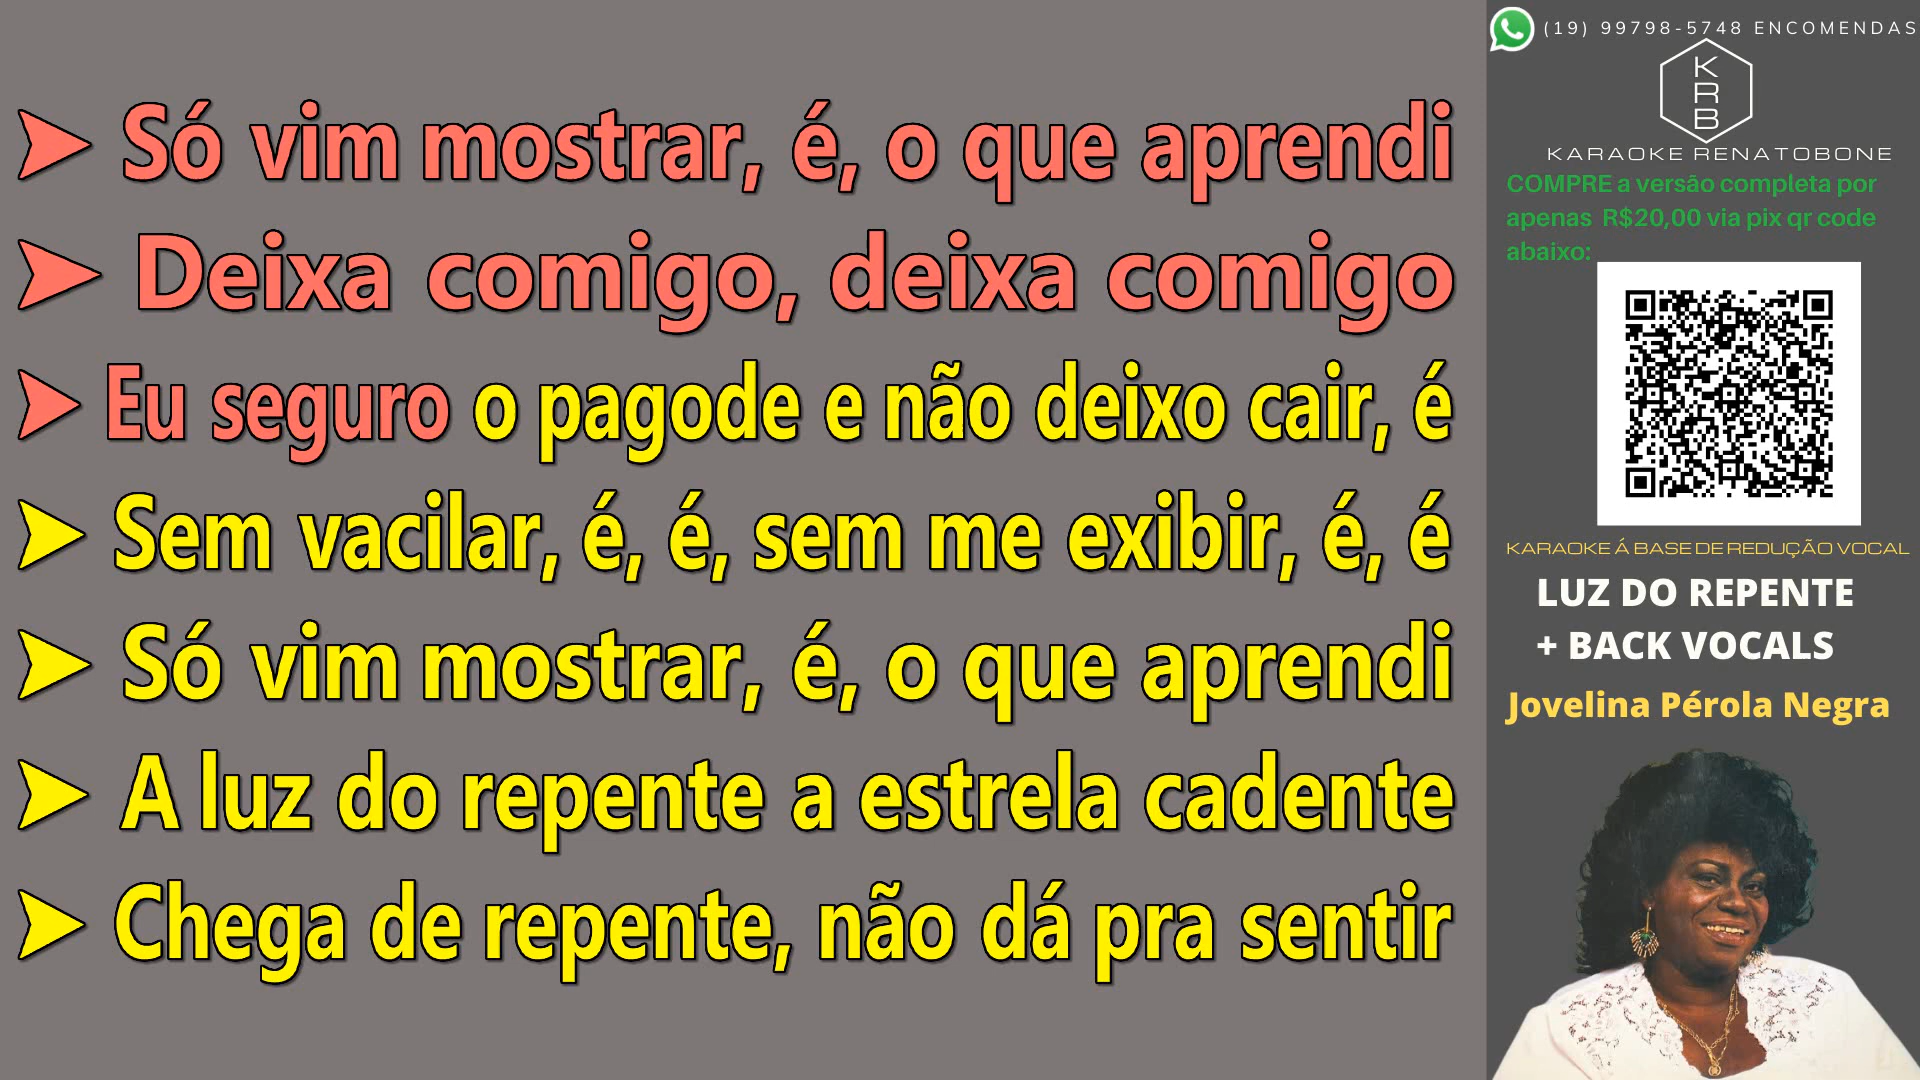 ➤ Só vim mostrar, é, o que aprendi
➤ Deixa comigo, deixa comigo
➤ Eu seguro o pagode e não deixo cair, é
➤ Sem vacilar, é, é, sem me exibir, é, é
➤ Só vim mostrar, é, o que aprendi
➤ A luz do repente a estrela cadente
➤ Chega de repente, não dá pra sentir
(19) 99798-5748 ENCOMENDAS
KRB
KARAOKE RENATOBONE
COMPRE a versão completa por
apenas R$20,00 via pix qr code
abaixo:
KARAOKE Á BASE DE REDUÇÃO VOCAL
LUZ DO REPENTE
+ BACK VOCALS
Jovelina Pérola Negra